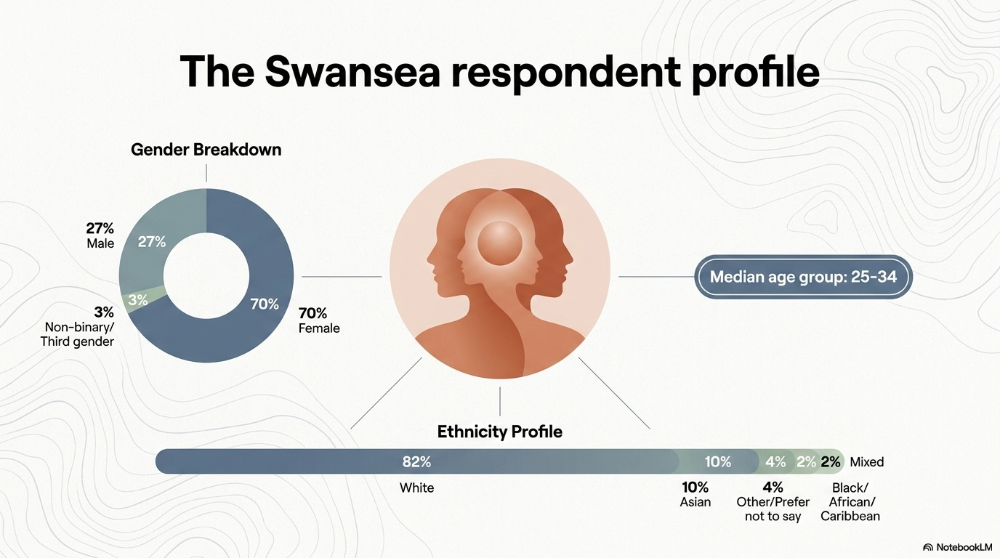 The Swansea respondent profile
Gender Breakdown
27%
Male
27%
3%
3%
Non-binary/
Third gender
70%
70%
Female
Median age group: 25-34
Ethnicity Profile
82%
10%
4%
2%
2%
Mixed
White
10%
Asian
4%
Other/Prefer
not to say
Black/
African/
Caribbean
NotebookLM